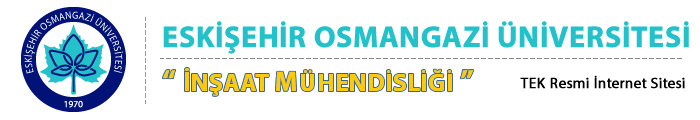 ESKİŞEHİR OSMANGAZİ ÜNİVERSİTESİ
1970
ESKİŞEHİR OSMANGAZİ ÜNİVERSİTESİ
“ İNŞAAT MÜHENDİSLİĞİ ”
TEK Resmi İnternet Sitesi